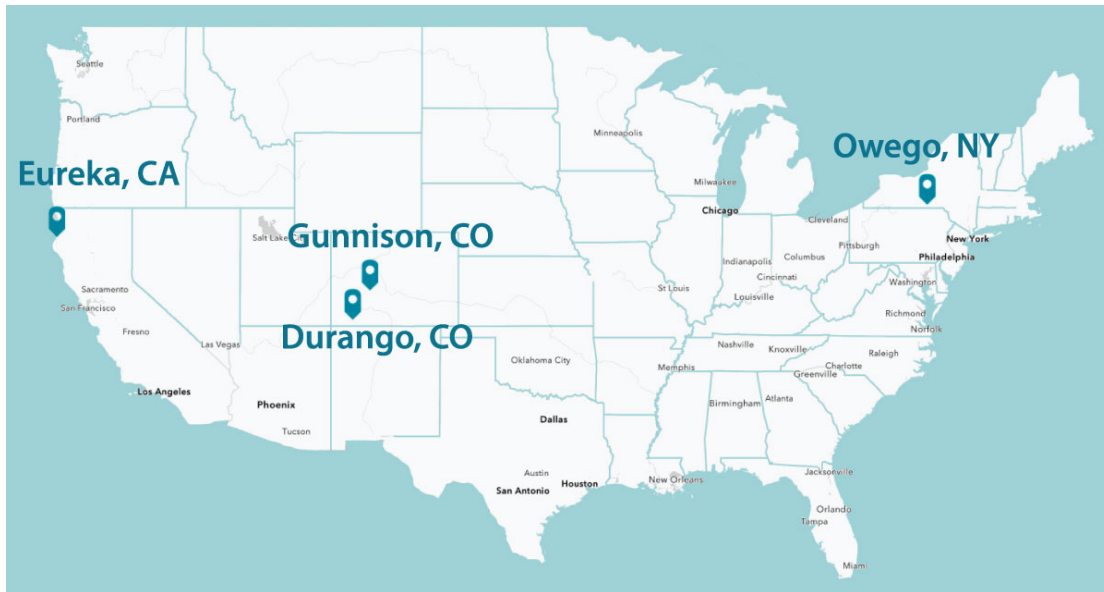 Seattle
Portland
Minneapolis
Owego, NY
Eureka, CA
Milwaukee
Chicago
Cleveland
Salt Lake City
Gunnison, CO
New York
Pittsburgh
Philadelphia
Columbus
Indianapolis
Cincinnati
Washington
Sacramento
San Francisco
St Louis
Louisville
Richmond
Norfolk
Fresno
Las Vegas
Durango, CO
Nashville
Knoxville
Raleigh
Oklahoma City
Memphis
Charlotte
Greenville
Los Angeles
Phoenix
Birmingham
Atlanta
Tucson
Dallas
Austin
San Antonio
Houston
New Orleans
Jacksonville
Orlando
Tampa
Miami